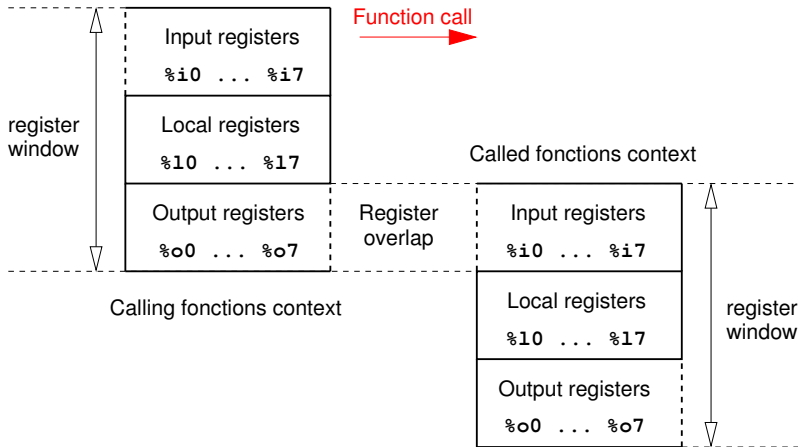 Function call
Input registers
%i0 ... %i7
register
window
Local registers
%l0 ... %l7
Output registers
%o0 ... %o7
Calling fonctions context
Register
overlap
Called fonctions context
Input registers
%i0 ... %i7
Local registers
%l0 ... %l7
Output registers
%o0 ... %o7
register
window